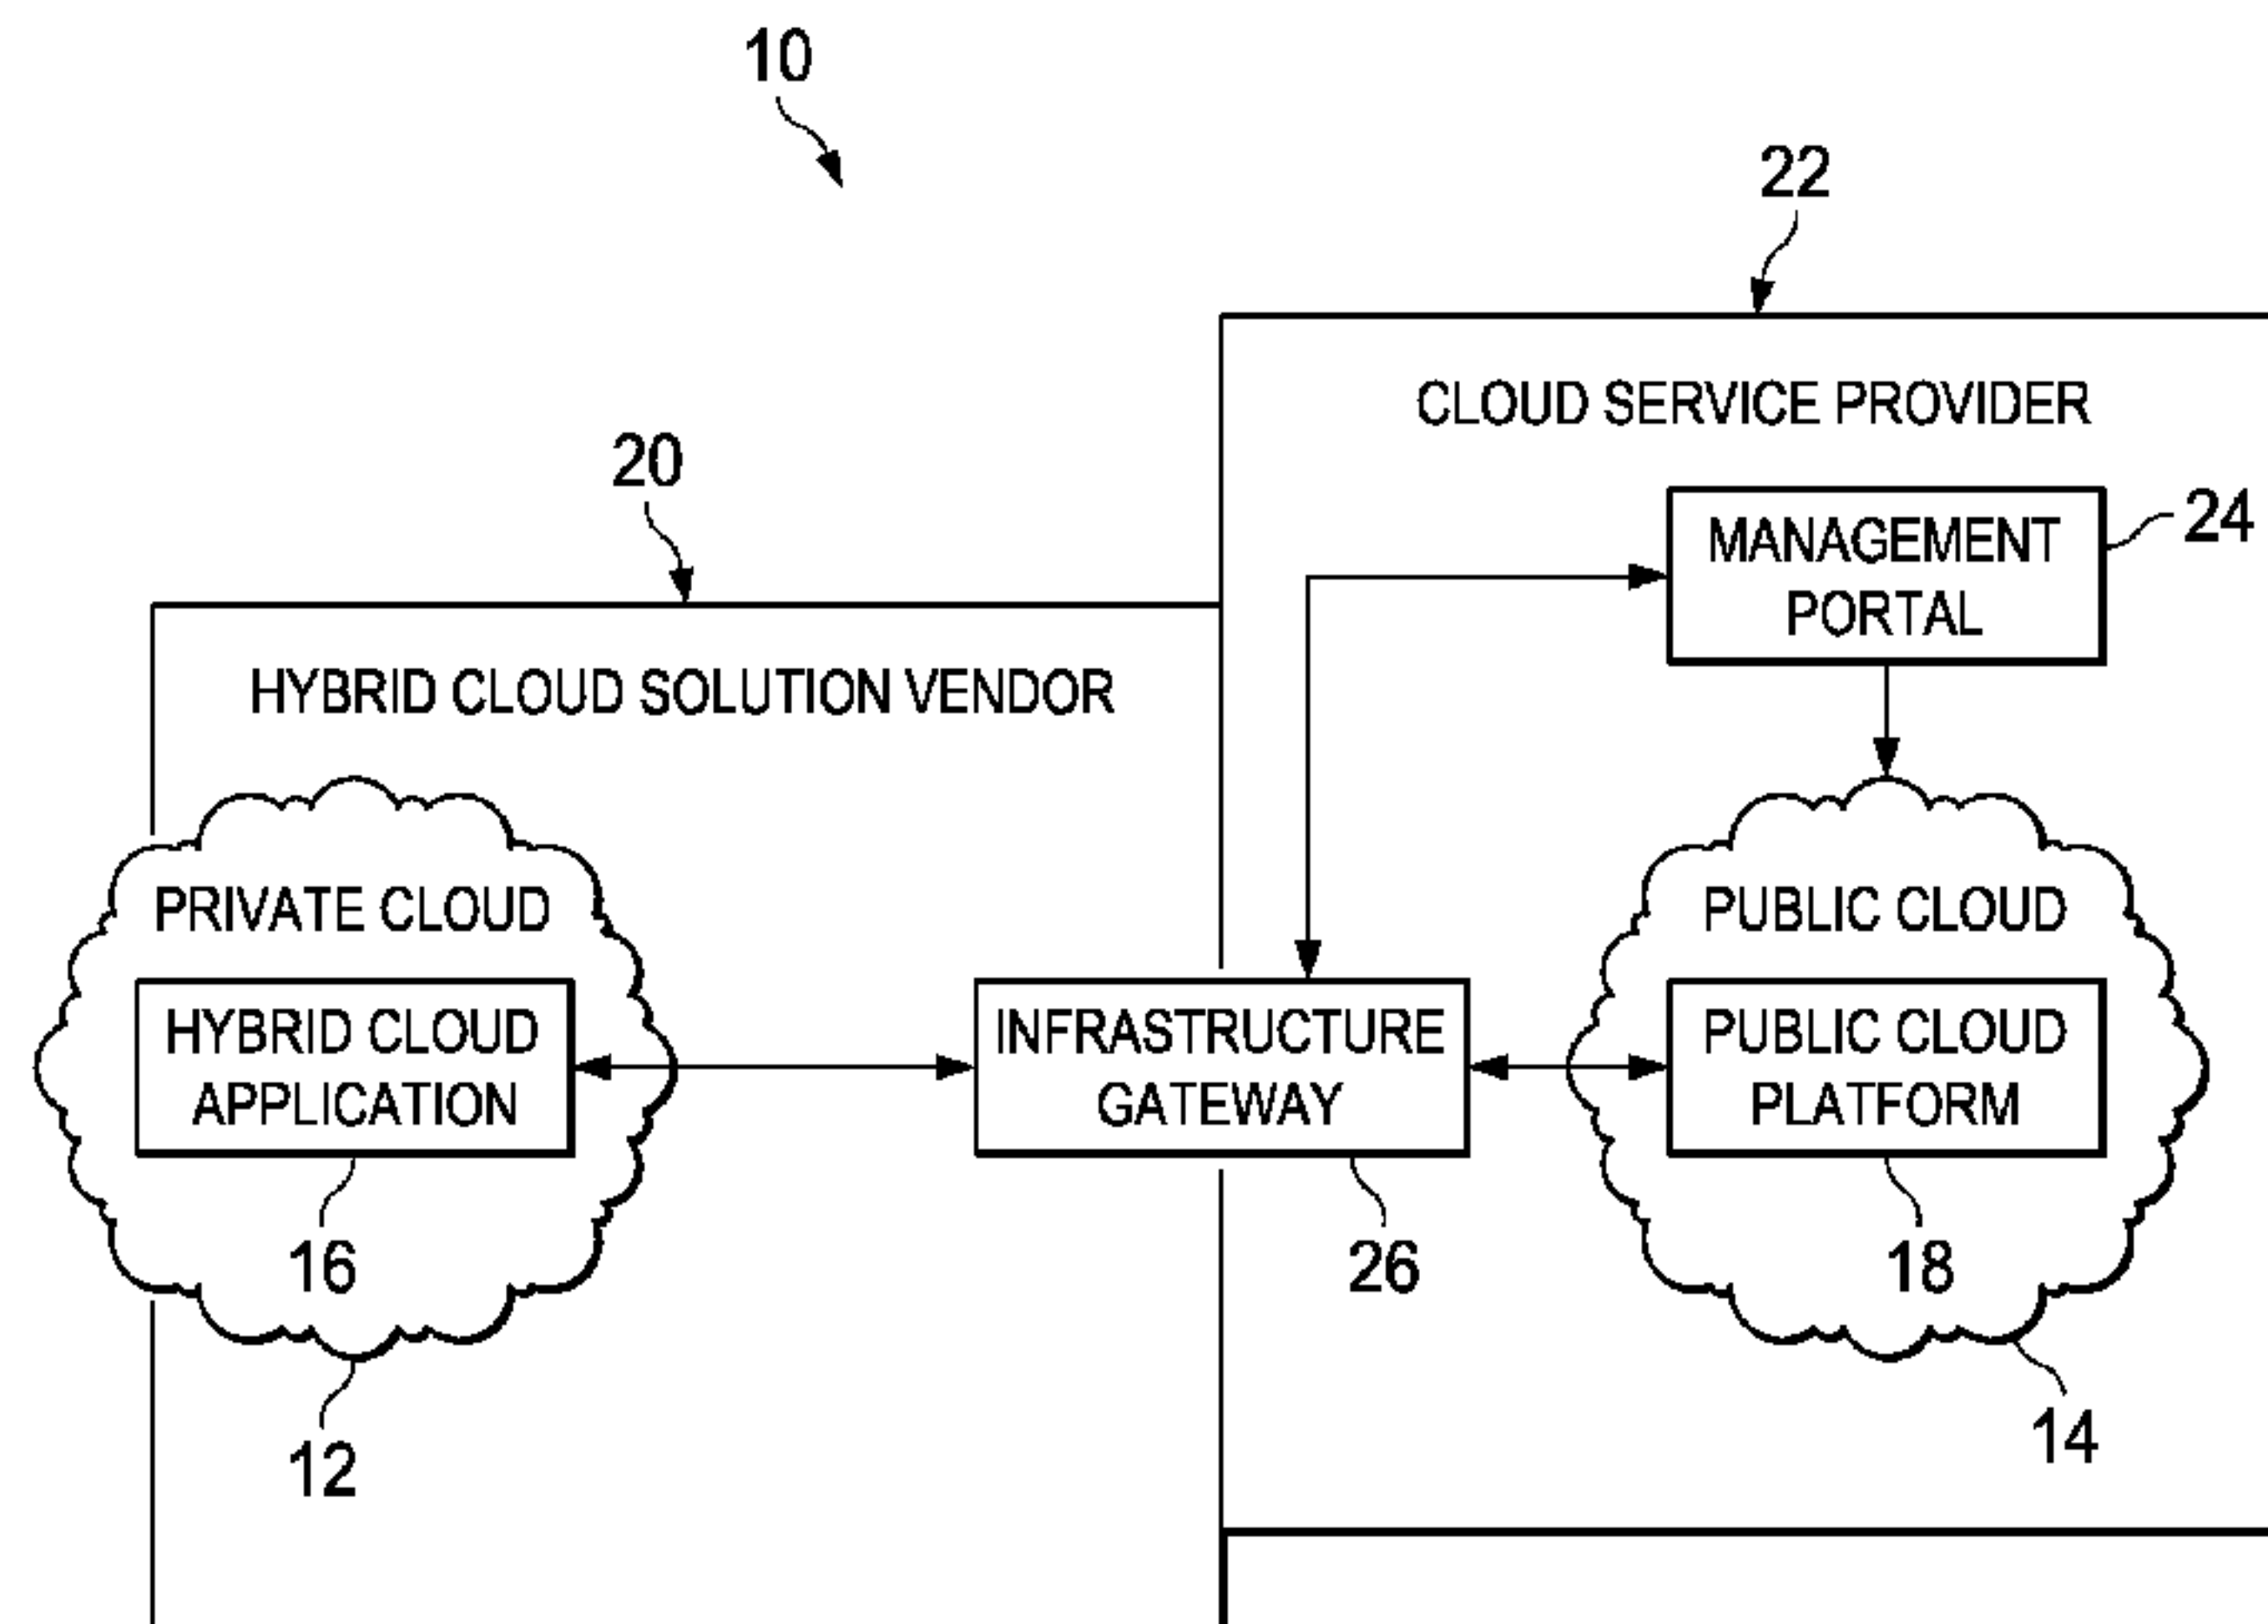 10
22
CLOUD SERVICE PROVIDER
20
MANAGEMENT
PORTAL
24
HYBRID CLOUD SOLUTION VENDOR
PRIVATE CLOUD
PUBLIC CLOUD
HYBRID CLOUD
APPLICATION
INFRASTRUCTURE
GATEWAY
PUBLIC CLOUD
PLATFORM
16
26
18
12
14